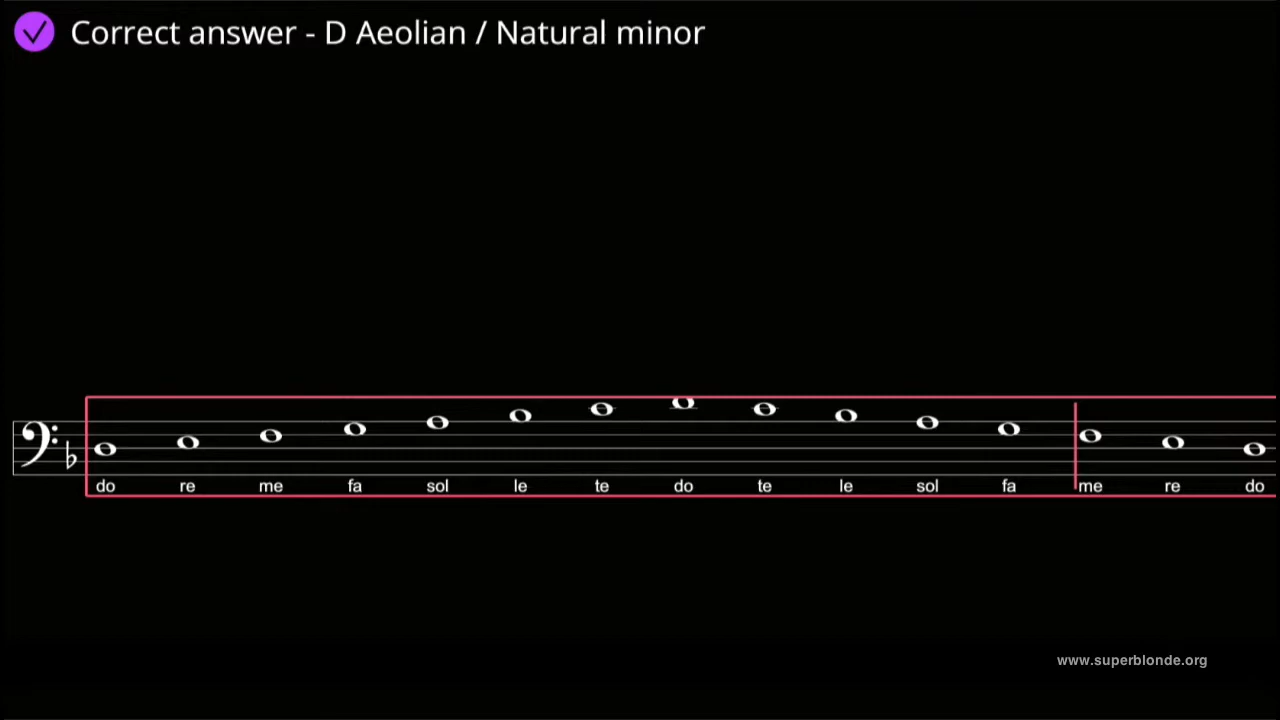 Correct answer - D Aeolian / Natural minor
do re me fa sol le te do te le sol fa me re do
www.superblonde.org